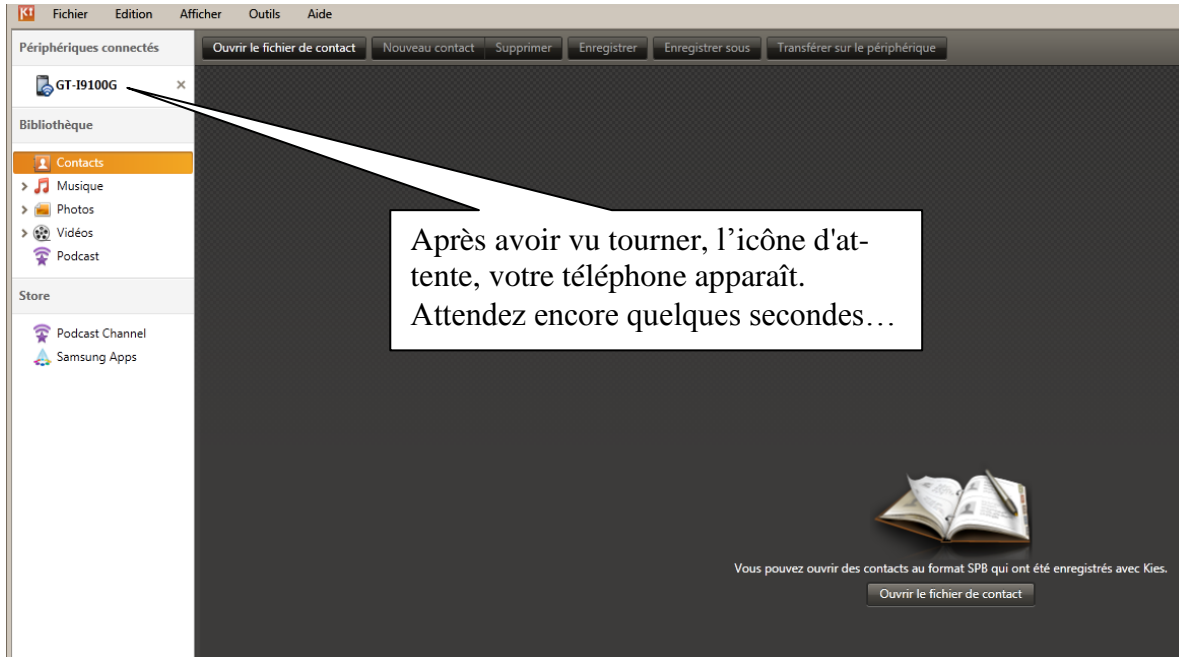 Fichier Edition Afficher Outils Aide
Périphériques connectés
Ouvrir le fichier de contact Nouveau contact Supprimer Enregistrer Enregistrer sous Transférer sur le périphérique
GT-I9100G
Bibliothèque
Contacts
Musique
Photos
Vidéos
Podcast
Store
Podcast Channel
Samsung Apps
Après avoir vu tourner, l’icône d'at-
tente, votre téléphone apparaît.
Attendez encore quelques secondes…
Vous pouvez ouvrir des contacts au format SPB qui ont été enregistrés avec Kies.
Ouvrir le fichier de contact